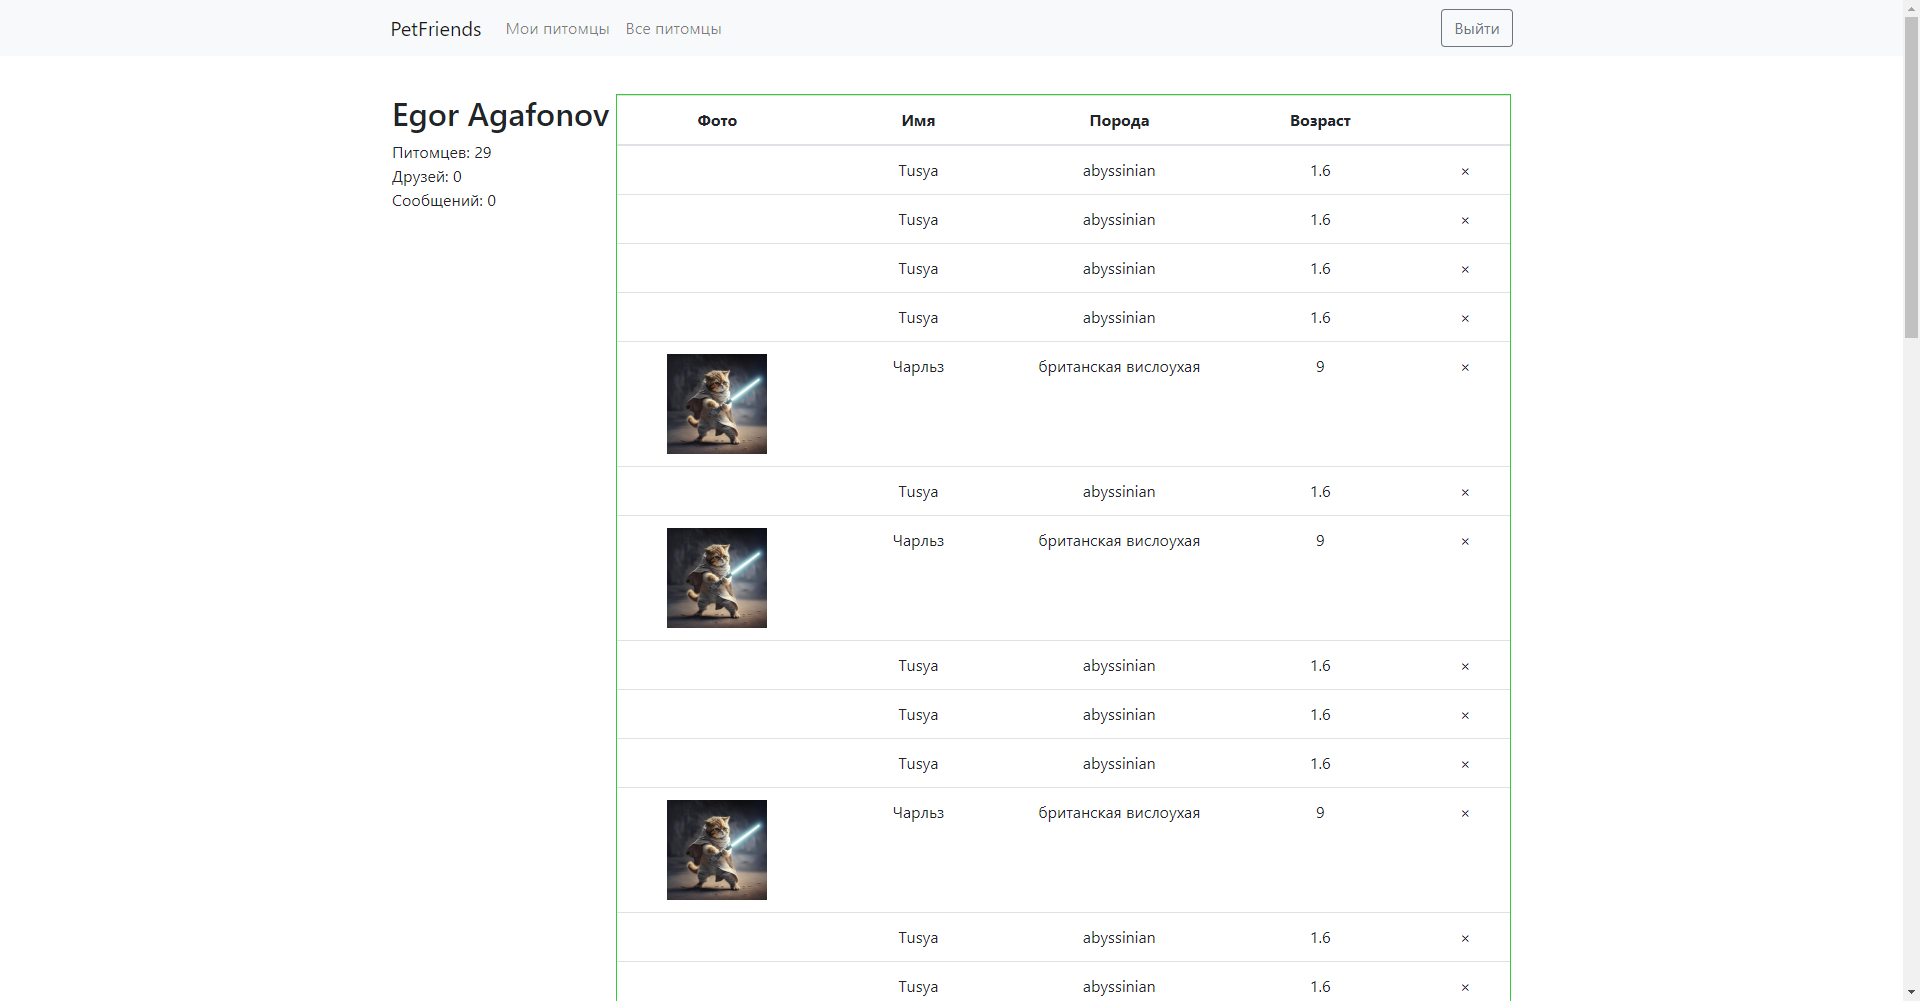 PetFriends Мои питомцы Все питомцы Выйти
Egor Agafonov
Питомцев: 29
Друзей: 0
Сообщений: 0
Фото Имя Порода Возраст
Tusya abyssinian 1.6 ×
Tusya abyssinian 1.6 ×
Tusya abyssinian 1.6 ×
Tusya abyssinian 1.6 ×
Чарльз британская вислоухая 9 ×
Tusya abyssinian 1.6 ×
Чарльз британская вислоухая 9 ×
Tusya abyssinian 1.6 ×
Tusya abyssinian 1.6 ×
Tusya abyssinian 1.6 ×
Чарльз британская вислоухая 9 ×
Tusya abyssinian 1.6 ×
Tusya abyssinian 1.6 ×